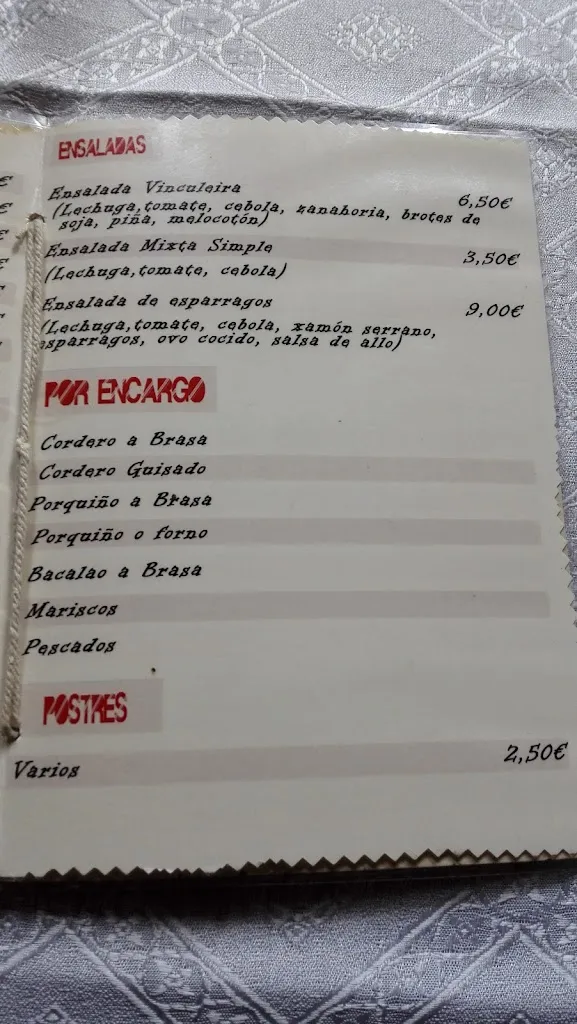 ENSALADAS
Ensalada Vinculeira 6,50€
(Lechuga,tomate, cebola, zanahoria, brotes de
soja, piña, melocotón)
Ensalada Mixta Simple 3,50€
(Lechuga,tomate, cebola)
Ensalada de esparragos 9,00€
(Lechuga,tomate, cebola, xamón serrano,
esparragos, ovo cocido, salsa de allo)
POR ENCARGO
Cordero a Brasa
Cordero Guisado
Porquiño a Brasa
Porquiño o forno
Bacalao a Brasa
Mariscos
Pescados
POSTRES
Varios 2,50€